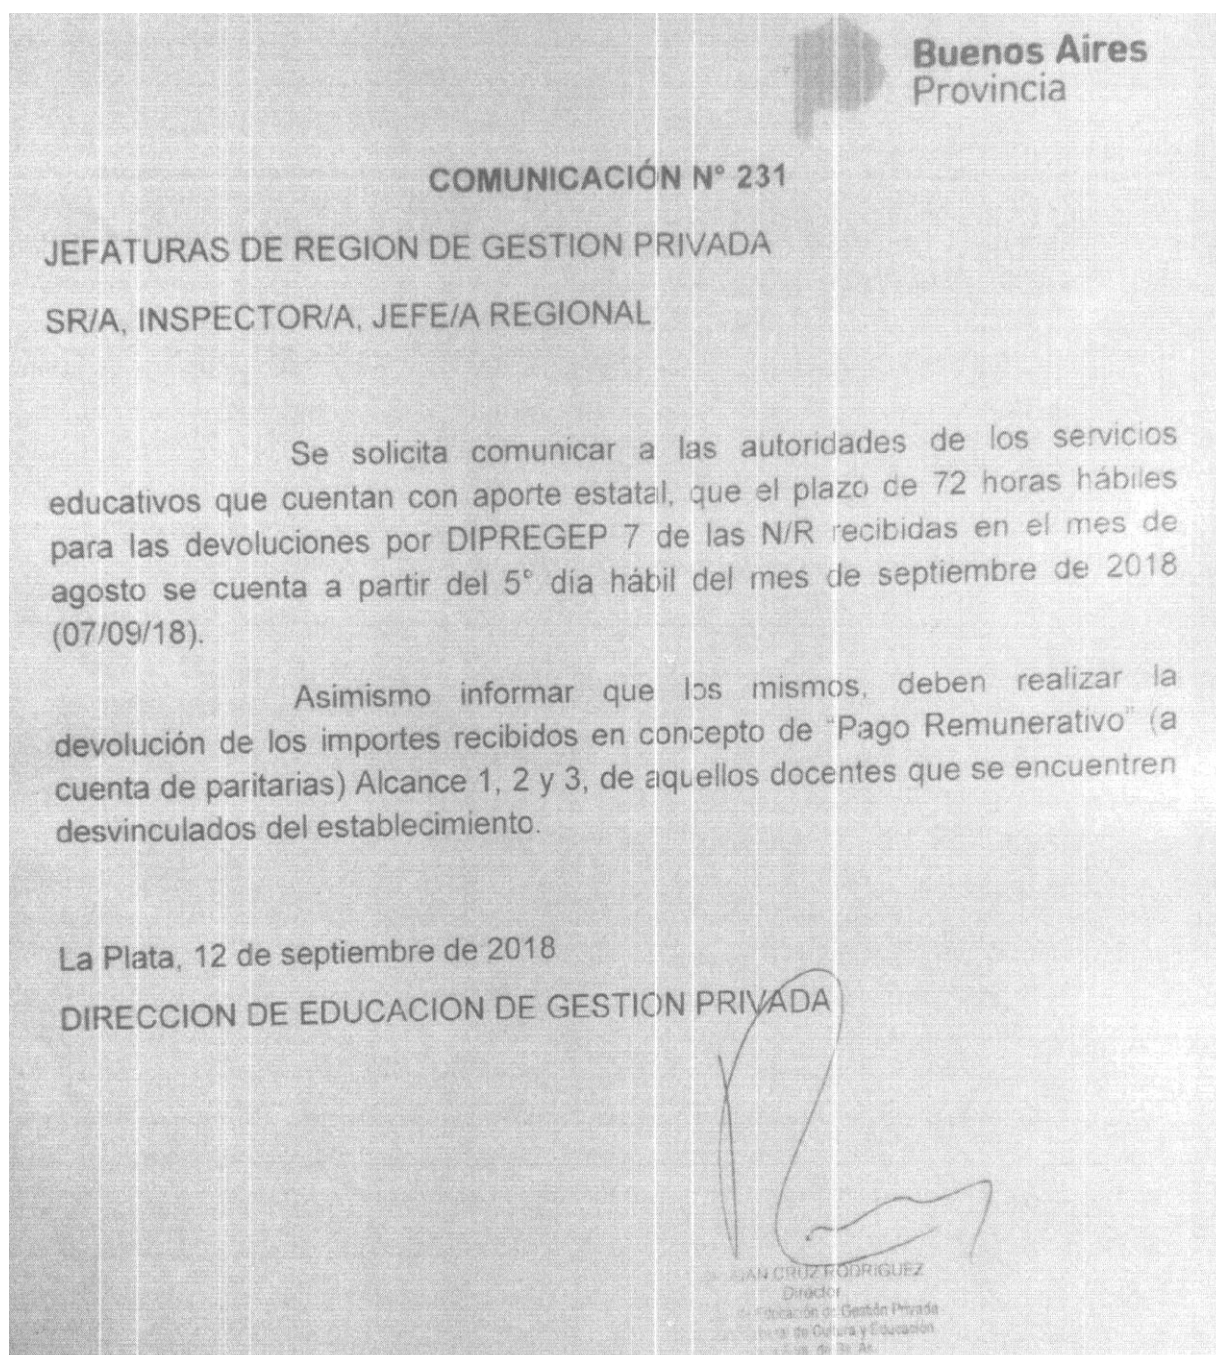 Buenos Aires
Provincia
COMUNICACIÓN N° 231
JEFATURAS DE REGION DE GESTION PRIVADA
SR/A, INSPECTOR/A, JEFE/A REGIONAL
Se solicita comunicar a las autoridades de los servicios
educativos que cuentan con aporte estatal, que el plazo de 72 horas hábiles
para las devoluciones por DIPREGEP 7 de las N/R recibidas en el mes de
agosto se cuenta a partir del 5° día hábil del mes de septiembre de 2018
(07/09/18).
Asimismo informar que los mismos, deben realizar la
devolución de los importes recibidos en concepto de "Pago Remunerativo" (a
cuenta de paritarias) Alcance 1, 2 y 3, de aquellos docentes que se encuentren
desvinculados del establecimiento.
La Plata, 12 de septiembre de 2018
DIRECCION DE EDUCACION DE GESTION PRIVADA
CRUZ RODRIGUEZ
Director
Educación de Gestión Privada
de Cultura y Educación